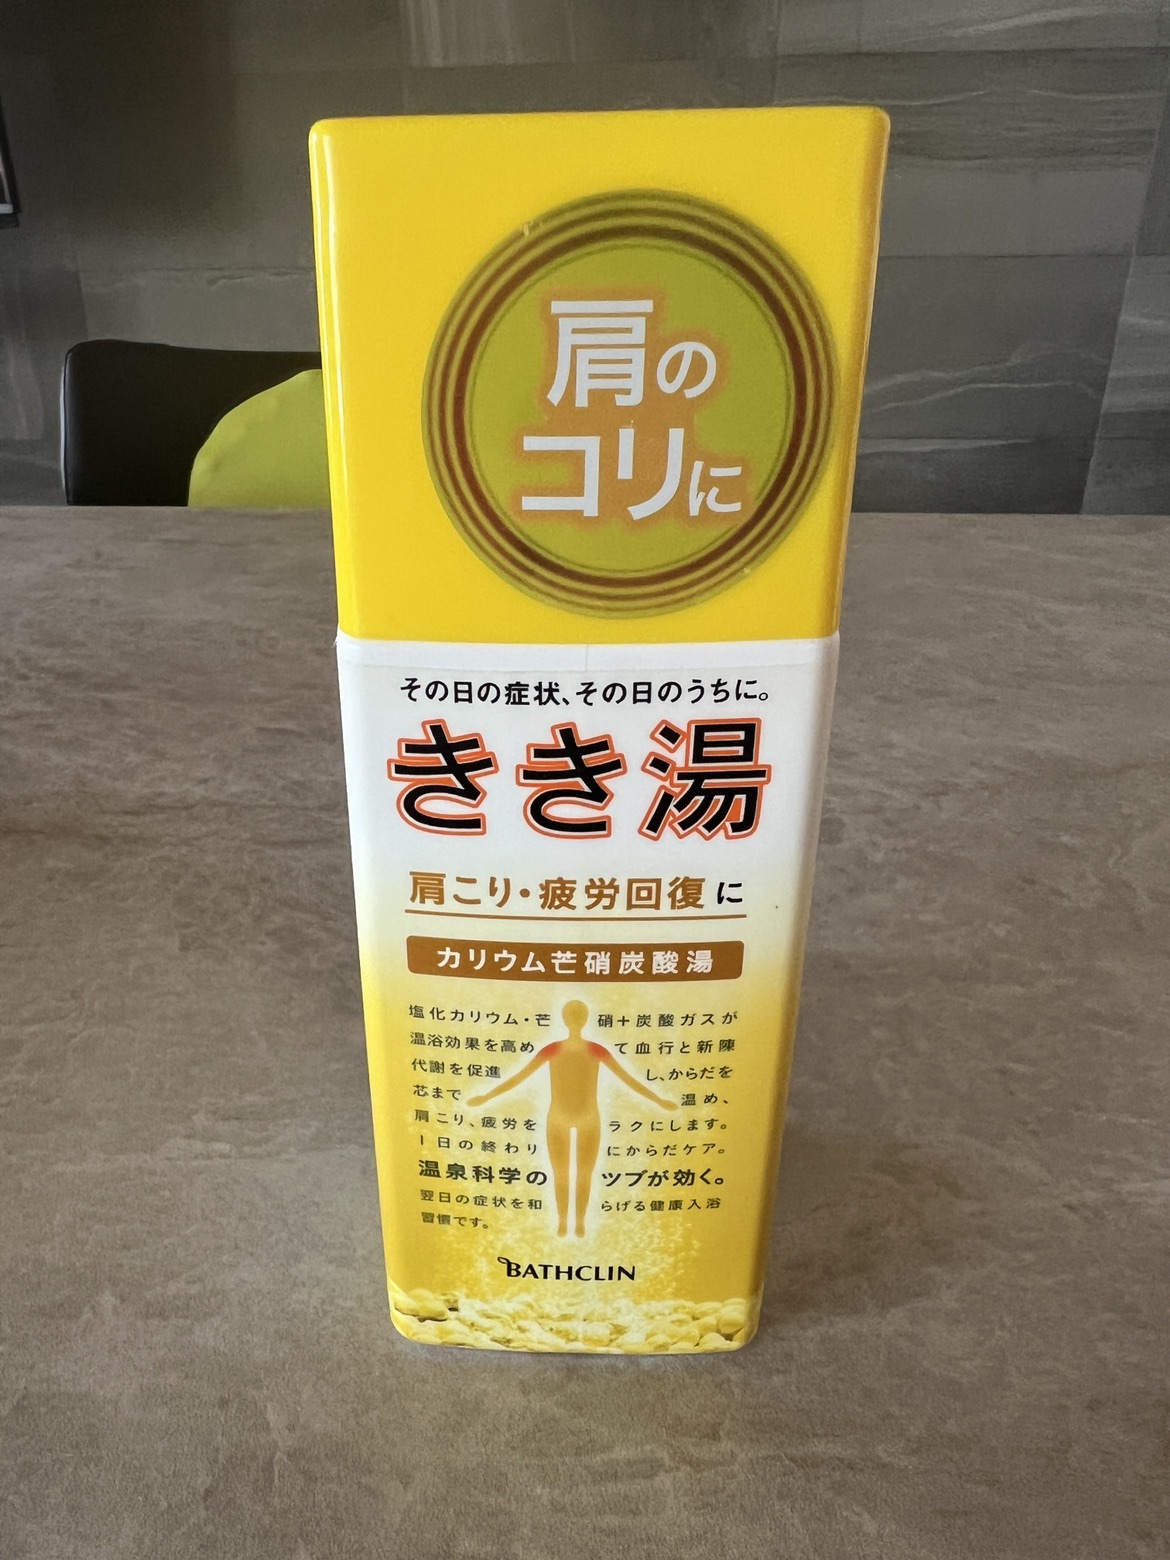 肩の
コリに
その日の症状、その日のうちに。
きき湯
肩こり・疲労回復に
カリウム芒硝炭酸湯
塩化カリウム・芒硝＋炭酸ガスが
温浴効果を高めて血行と新陳
代謝を促進し、からだを
芯まで温め、
肩こり、疲労をラクにします。
1日の終わりにからだケア。
温泉科学のツブが効く。
翌日の症状を和らげる健康入浴
習慣です。
BATHCLIN